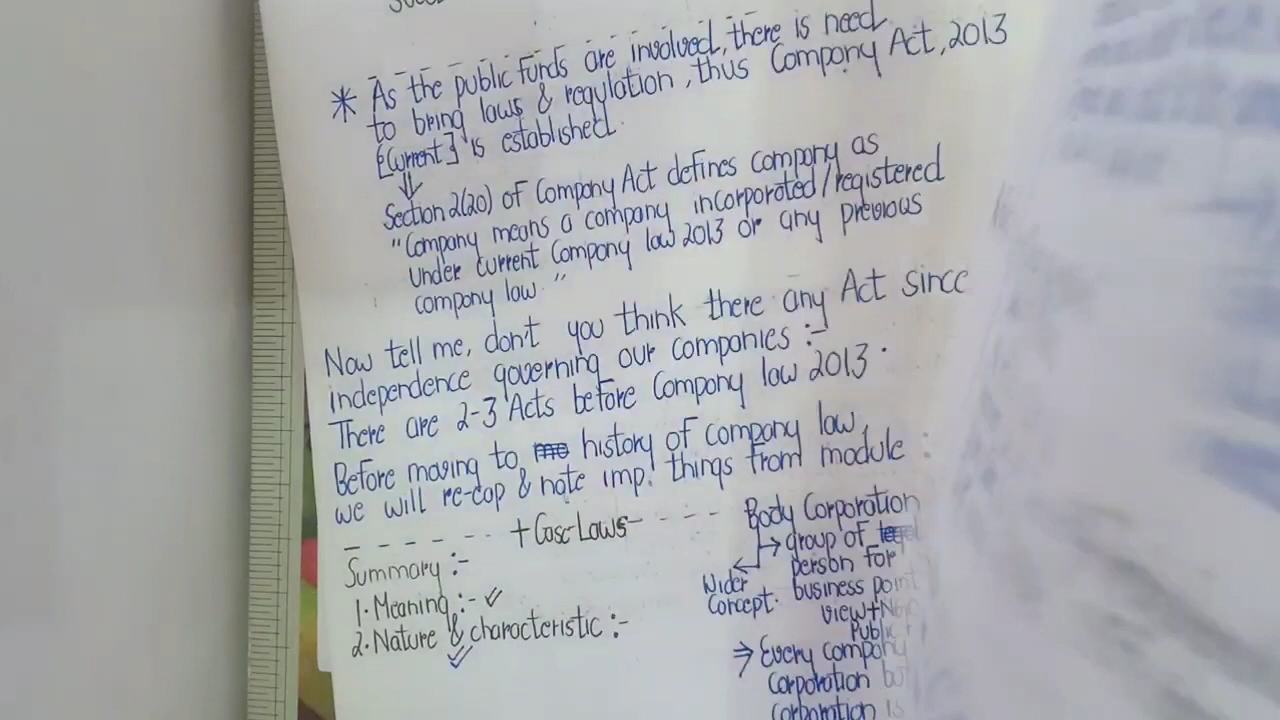 * As the public funds are involved, there is need
to bring laws & regulation, thus Company Act, 2013
[Current] is established.
Section 2(20) of Company Act defines company as
"Company means a company incorporated/registered
under current Company law 2013 or any previous
company law."
Now tell me, don't you think there any Act since
independence governing our companies :-
There are 2-3 Acts before Company law 2013.
Before moving to history of company law,
we will re-cap & note imp. things from module :
+ Case-Laws
Summary :-
1. Meaning :- ✓
2. Nature & characteristic :-
Body Corporation
group of
person for
business point
view +
Wider
Concept.
⇒ Every company
Corporation
Corporation is